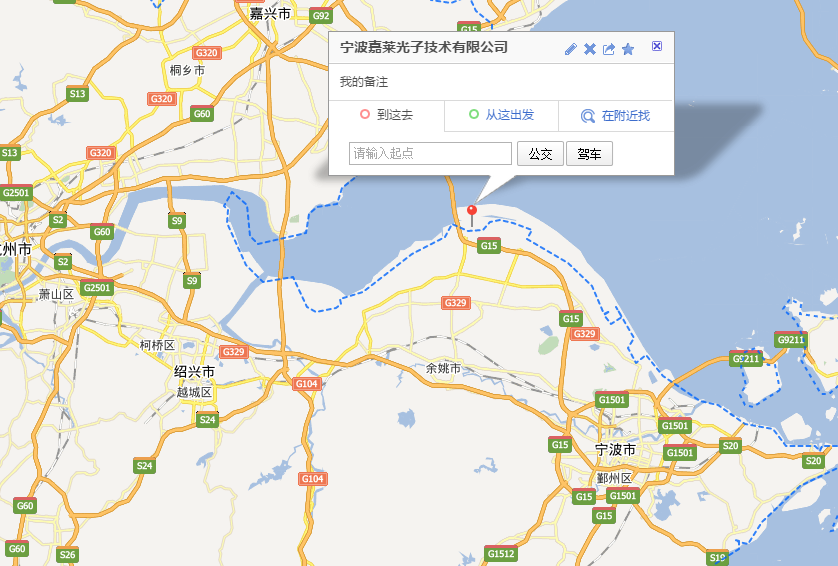 嘉兴市
G92
G15
G320
桐乡市
S13
G320
G60
宁波嘉莱光子技术有限公司
我的备注
到这去
从这出发
在附近找
请输入起点
公交
驾车
S13
G320
G2501
S2
S9
G60
州市
G15
S2
S9
G2501
萧山区
G329
G15
G329
柯桥区
G329
G9211
G9211
绍兴市
余姚市
越城区
G104
G1501
S24
G1501
G15
宁波市
S20
G1501
S20
S24
G104
鄞州区
G15
G1501
G60
G15
G60
S26
G1512
S19